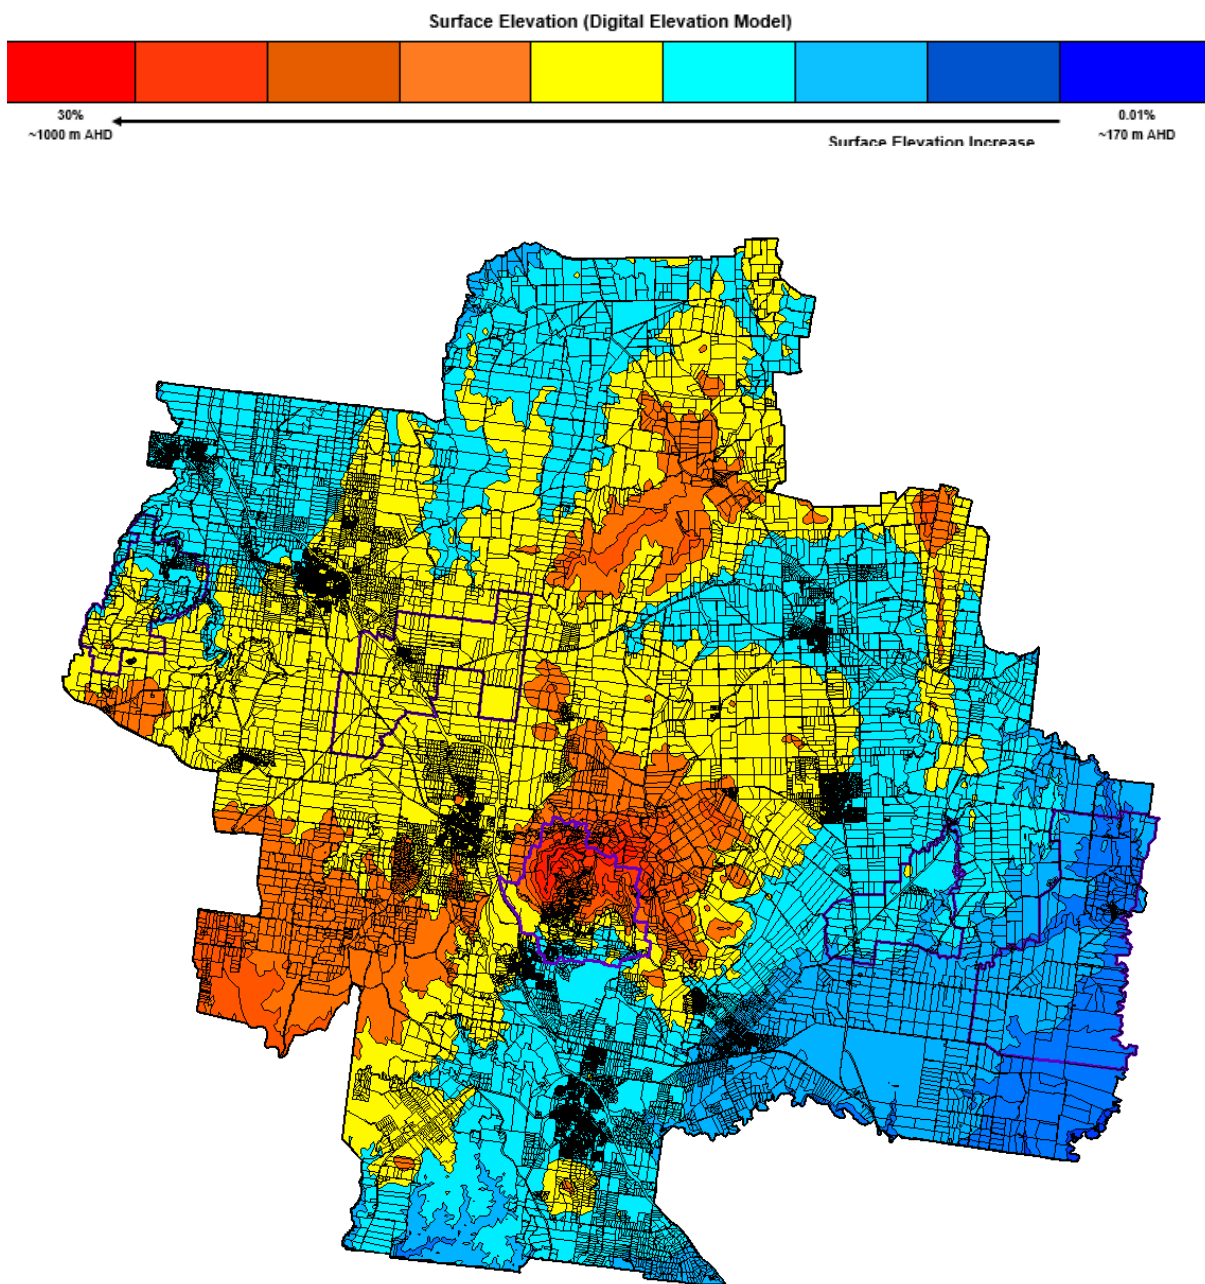 Surface Elevation (Digital Elevation Model)
30%
~1000 m AHD
0.01%
~170 m AHD
Surface Elevation Increase